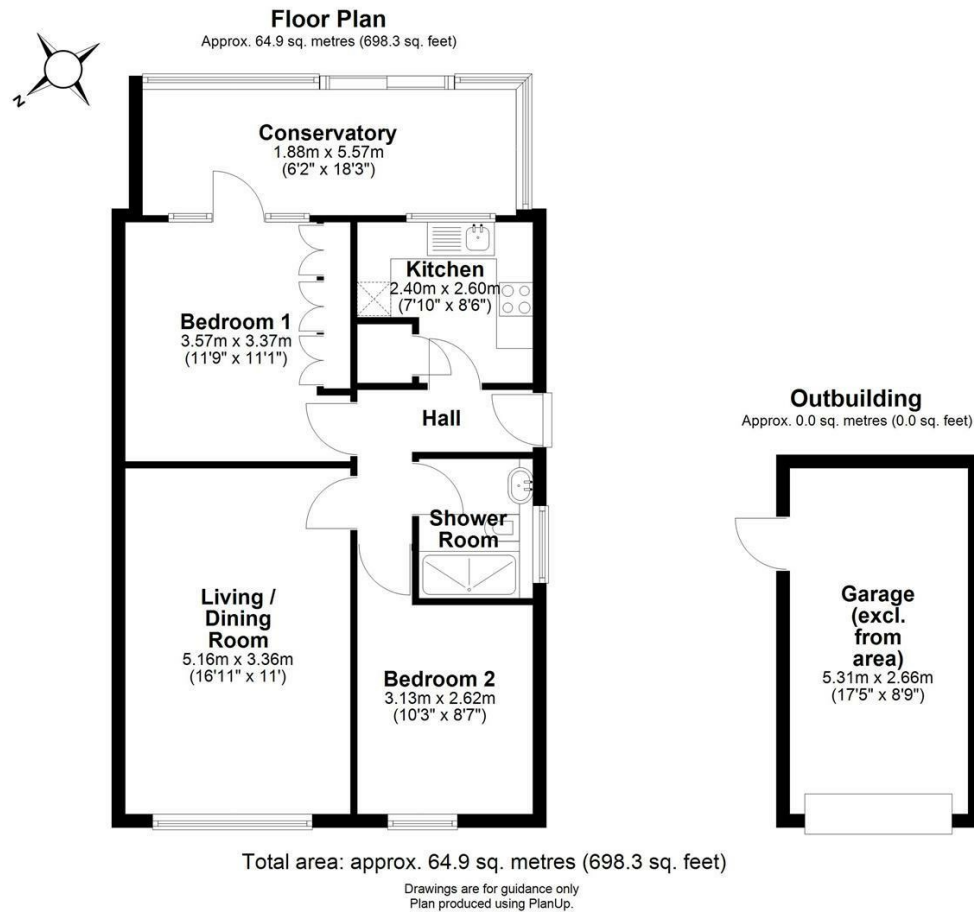 Floor Plan
Approx. 64.9 sq. metres (698.3 sq. feet)
N
Conservatory
1.88m x 5.57m
(6'2" x 18'3")
Kitchen
2.40m x 2.60m
(7'10" x 8'6")
Bedroom 1
3.57m x 3.37m
(11'9" x 11'1")
Hall
Outbuilding
Approx. 0.0 sq. metres (0.0 sq. feet)
Shower
Room
Living /
Dining
Room
5.16m x 3.36m
(16'11" x 11')
Bedroom 2
3.13m x 2.62m
(10'3" x 8'7")
Garage
(excl.
from
area)
5.31m x 2.66m
(17'5" x 8'9")
Total area: approx. 64.9 sq. metres (698.3 sq. feet)
Drawings are for guidance only
Plan produced using PlanUp.